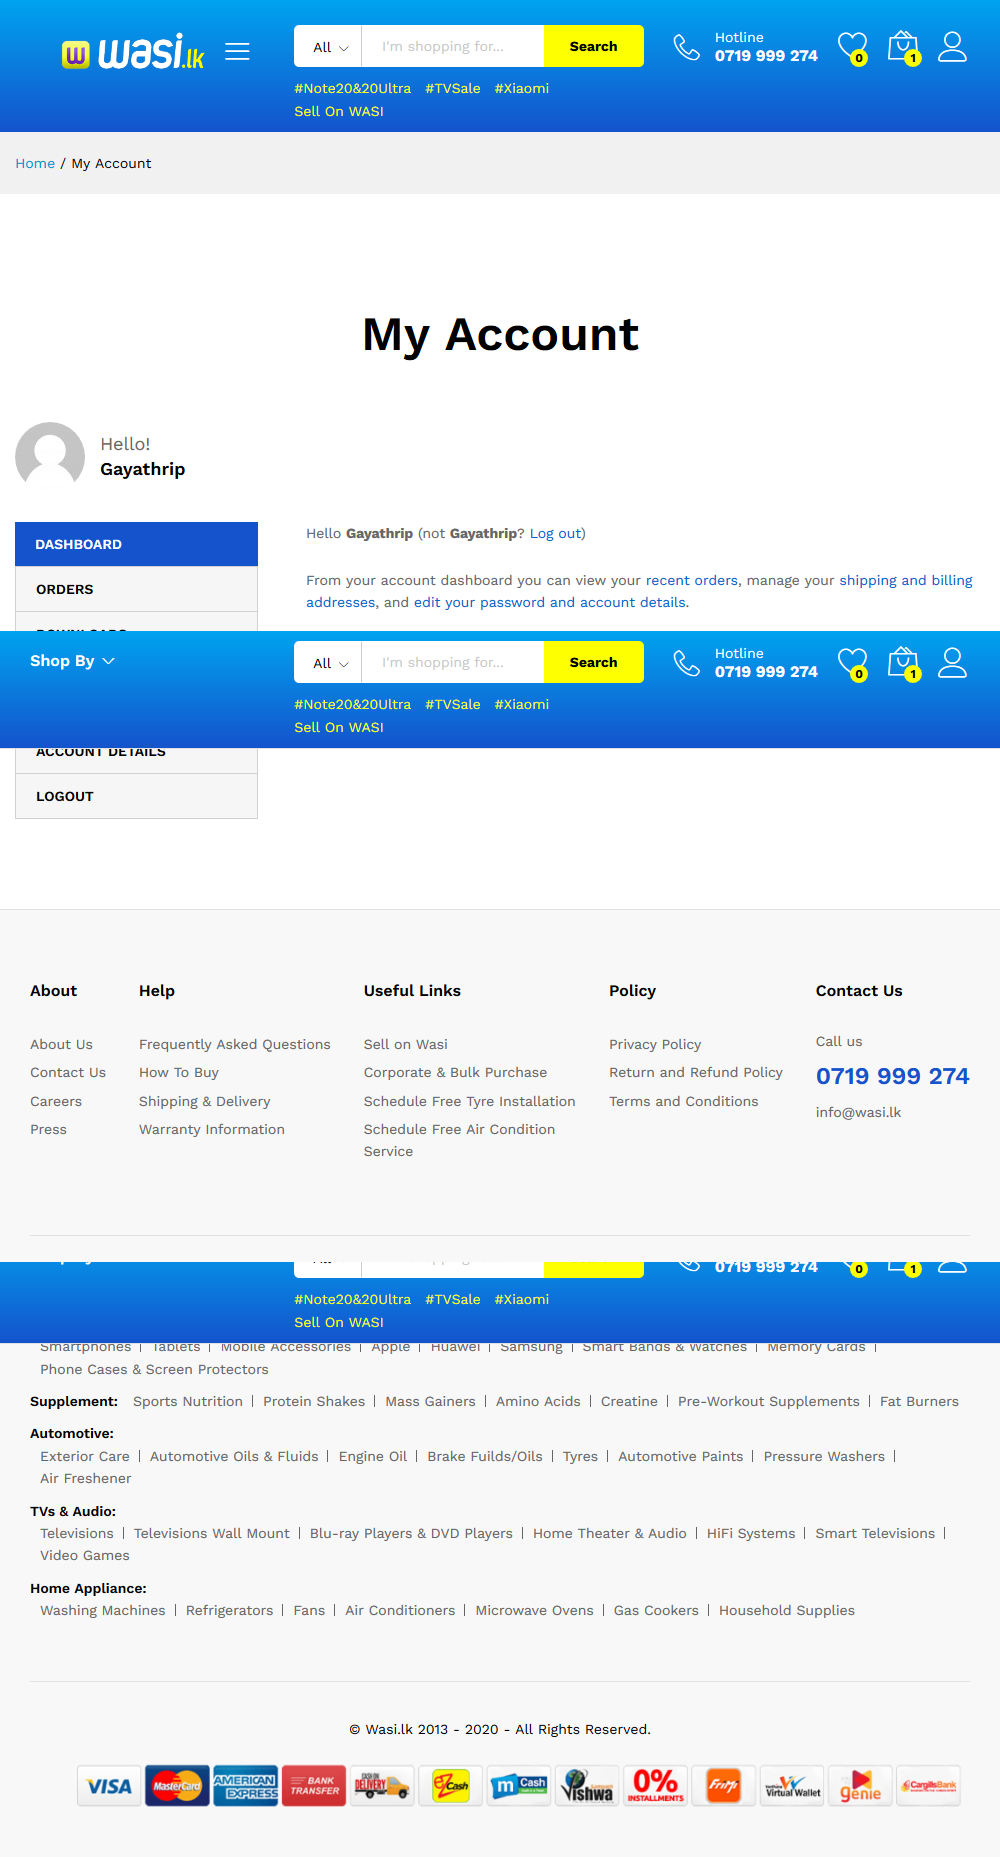 wasi.lk
All
I'm shopping for...
Search
Hotline
0719 999 274
0
1
#Note20&20Ultra #TVSale #Xiaomi
Sell On WASI
Home / My Account
My Account
Hello!
Gayathrip
DASHBOARD
ORDERS
Hello Gayathrip (not Gayathrip? Log out)
From your account dashboard you can view your recent orders, manage your shipping and billing
addresses, and edit your password and account details.
Shop By
All
I'm shopping for...
Search
Hotline
0719 999 274
0
1
#Note20&20Ultra #TVSale #Xiaomi
Sell On WASI
ACCOUNT DETAILS
LOGOUT
About
About Us
Contact Us
Careers
Press
Help
Frequently Asked Questions
How To Buy
Shipping & Delivery
Warranty Information
Useful Links
Sell on Wasi
Corporate & Bulk Purchase
Schedule Free Tyre Installation
Schedule Free Air Condition
Service
Policy
Privacy Policy
Return and Refund Policy
Terms and Conditions
Contact Us
Call us
0719 999 274
info@wasi.lk
0719 999 274
0
1
#Note20&20Ultra #TVSale #Xiaomi
Sell On WASI
Smartphones | Tablets | Mobile Accessories | Apple | Huawei | Samsung | Smart Bands & Watches | Memory Cards |
Phone Cases & Screen Protectors
Supplement: Sports Nutrition | Protein Shakes | Mass Gainers | Amino Acids | Creatine | Pre-Workout Supplements | Fat Burners
Automotive:
Exterior Care | Automotive Oils & Fluids | Engine Oil | Brake Fuilds/Oils | Tyres | Automotive Paints | Pressure Washers |
Air Freshener
TVs & Audio:
Televisions | Televisions Wall Mount | Blu-ray Players & DVD Players | Home Theater & Audio | HiFi Systems | Smart Televisions |
Video Games
Home Appliance:
Washing Machines | Refrigerators | Fans | Air Conditioners | Microwave Ovens | Gas Cookers | Household Supplies
© Wasi.lk 2013 - 2020 - All Rights Reserved.
VISA
MasterCard
AMERICAN EXPRESS
BANK TRANSFER
CASH ON DELIVERY
eZ Cash
mCash
Vishwa
0% INSTALLMENTS
FriMi
Virtual Wallet
genie
CargillsBank